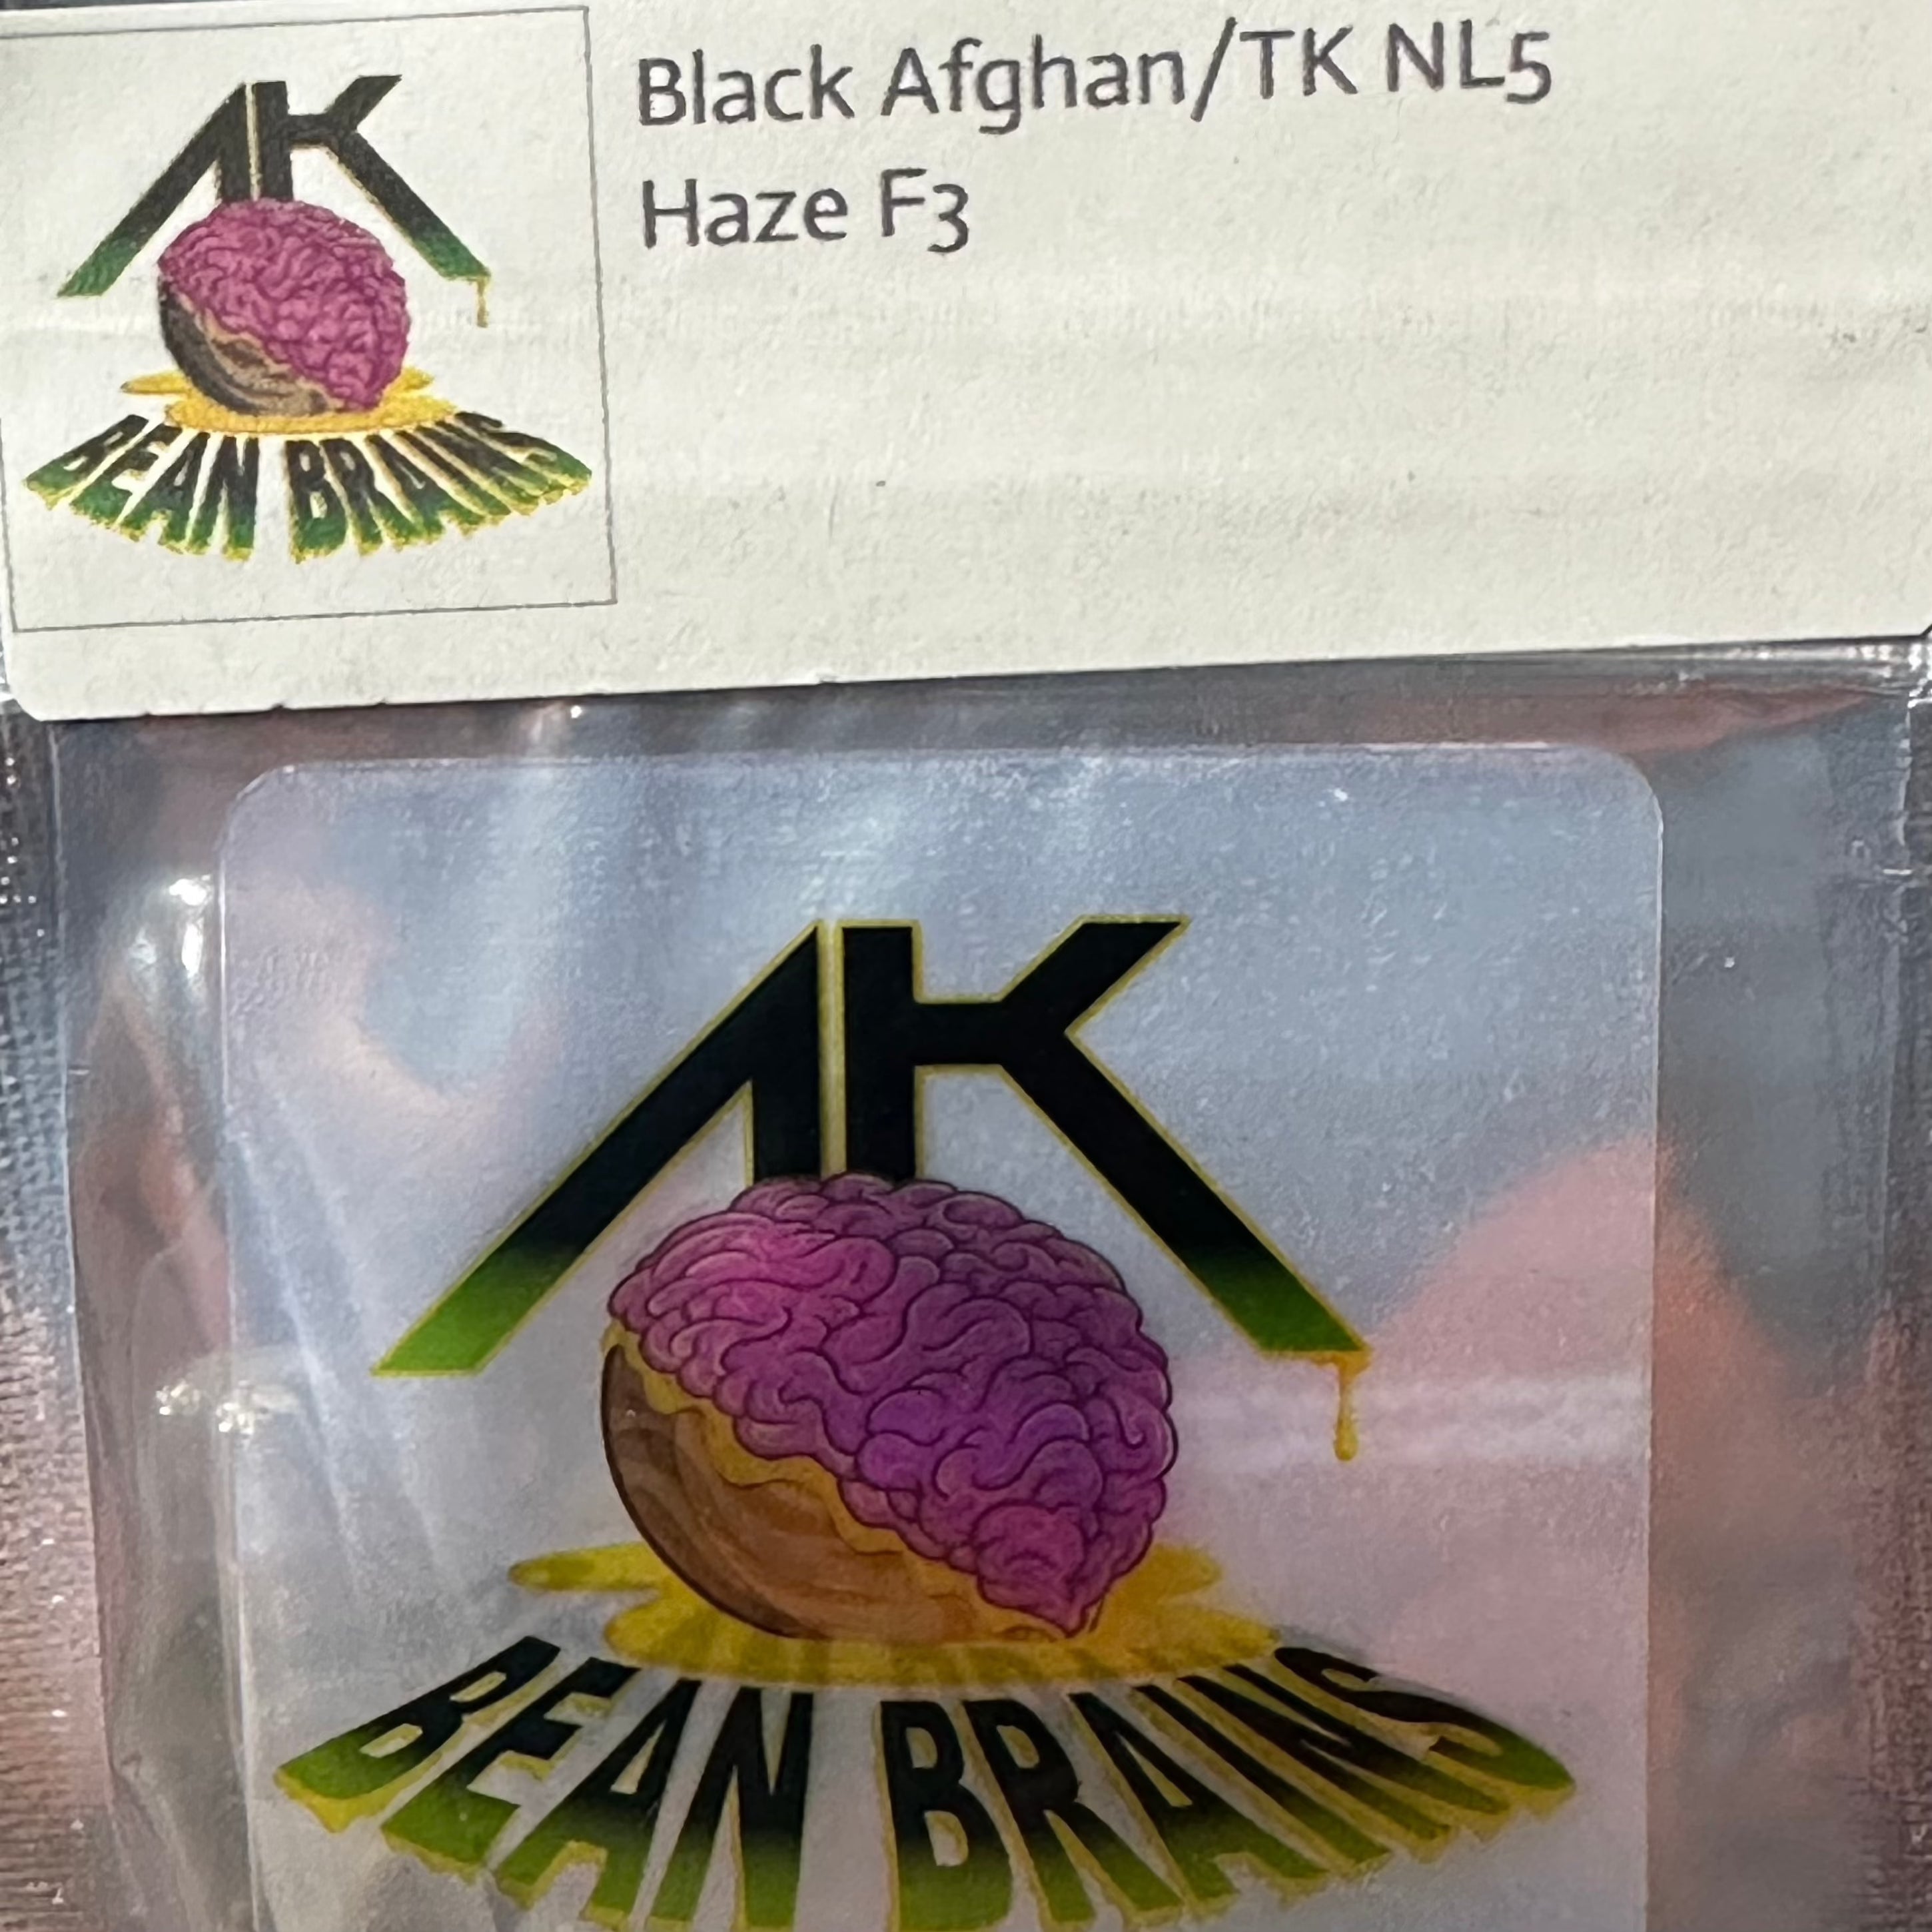 AK
BEAN BRAINS
Black Afghan/TK NL5
Haze F3
AK
BEAN BRAINS